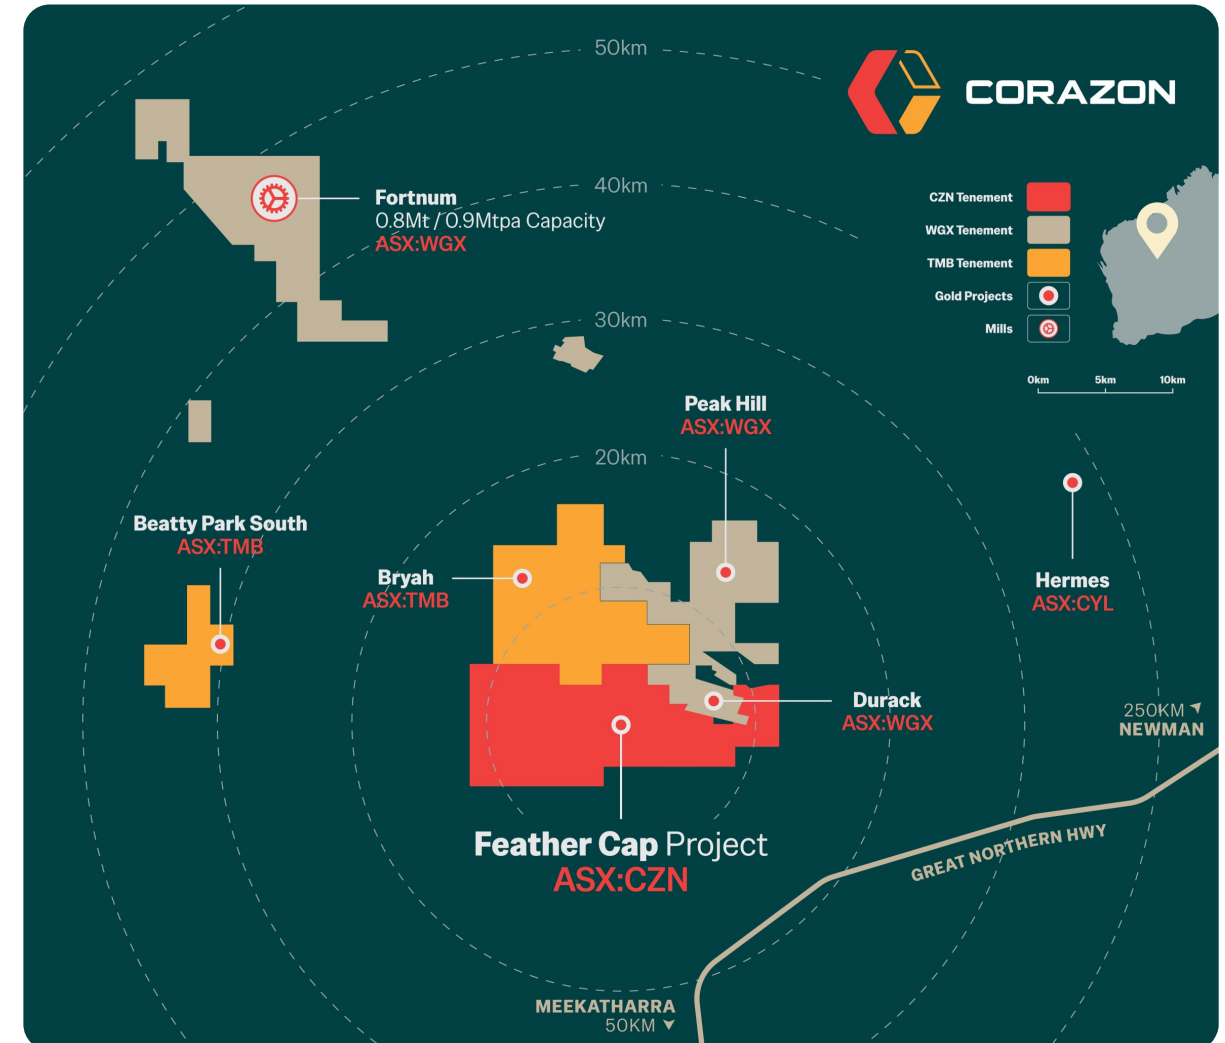 50km
CORAZON
40km
CZN Tenement
WGX Tenement
TMB Tenement
Gold Projects
Mills
0km 5km 10km
Fortnum
0.8Mt / 0.9Mtpa Capacity
ASX:WGX
30km
Peak Hill
ASX:WGX
20km
Beatty Park South
ASX:TMB
Bryah
ASX:TMB
Hermes
ASX:CYL
Durack
ASX:WGX
250KM
NEWMAN
Feather Cap Project
ASX:CZN
GREAT NORTHERN HWY
MEEKATHARRA
50KM